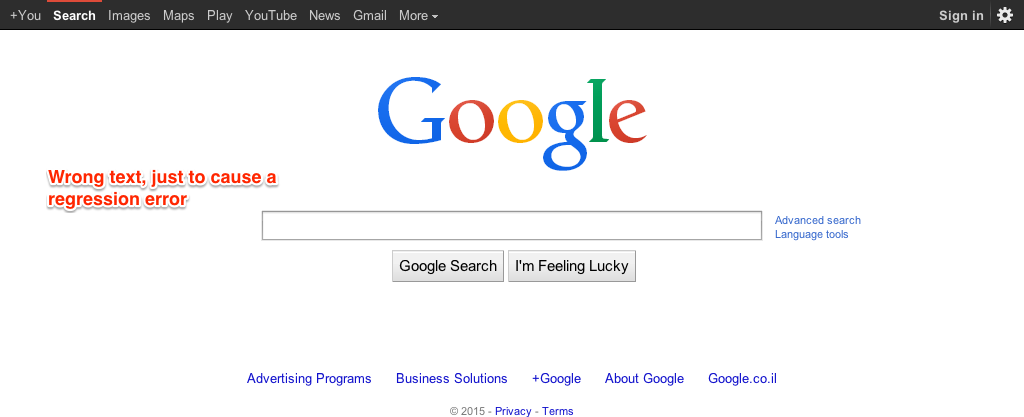 +You Search Images Maps Play YouTube News Gmail More Sign in
Google
Wrong text, just to cause a
regression error
Advanced search
Language tools
Google Search I'm Feeling Lucky
Advertising Programs Business Solutions +Google About Google Google.co.il
© 2015 - Privacy - Terms